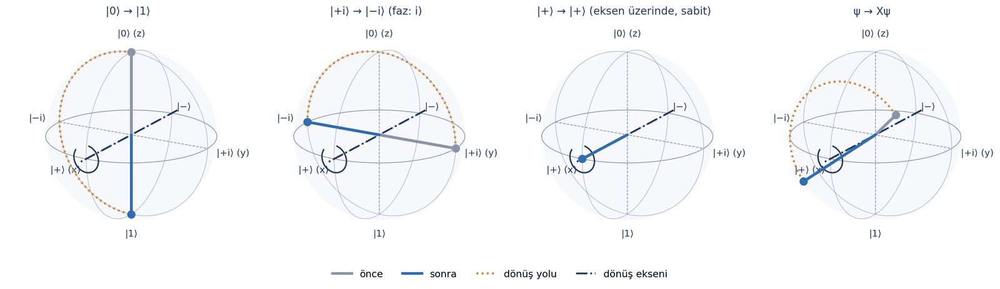 |0⟩ → |1⟩
|0⟩ (z)
|−⟩
|−i⟩
|+i⟩ (y)
|+⟩ (x)
|1⟩
|+i⟩ → |−i⟩ (faz: i)
|0⟩ (z)
|−⟩
|−i⟩
|+i⟩ (y)
|+⟩ (x)
|1⟩
|+⟩ → |+⟩ (eksen üzerinde, sabit)
|0⟩ (z)
|−⟩
|−i⟩
|+i⟩ (y)
|+⟩ (x)
|1⟩
ψ → Xψ
|0⟩ (z)
|−⟩
|−i⟩
|+i⟩ (y)
|+⟩ (x)
|1⟩
önce
sonra
dönüş yolu
dönüş ekseni